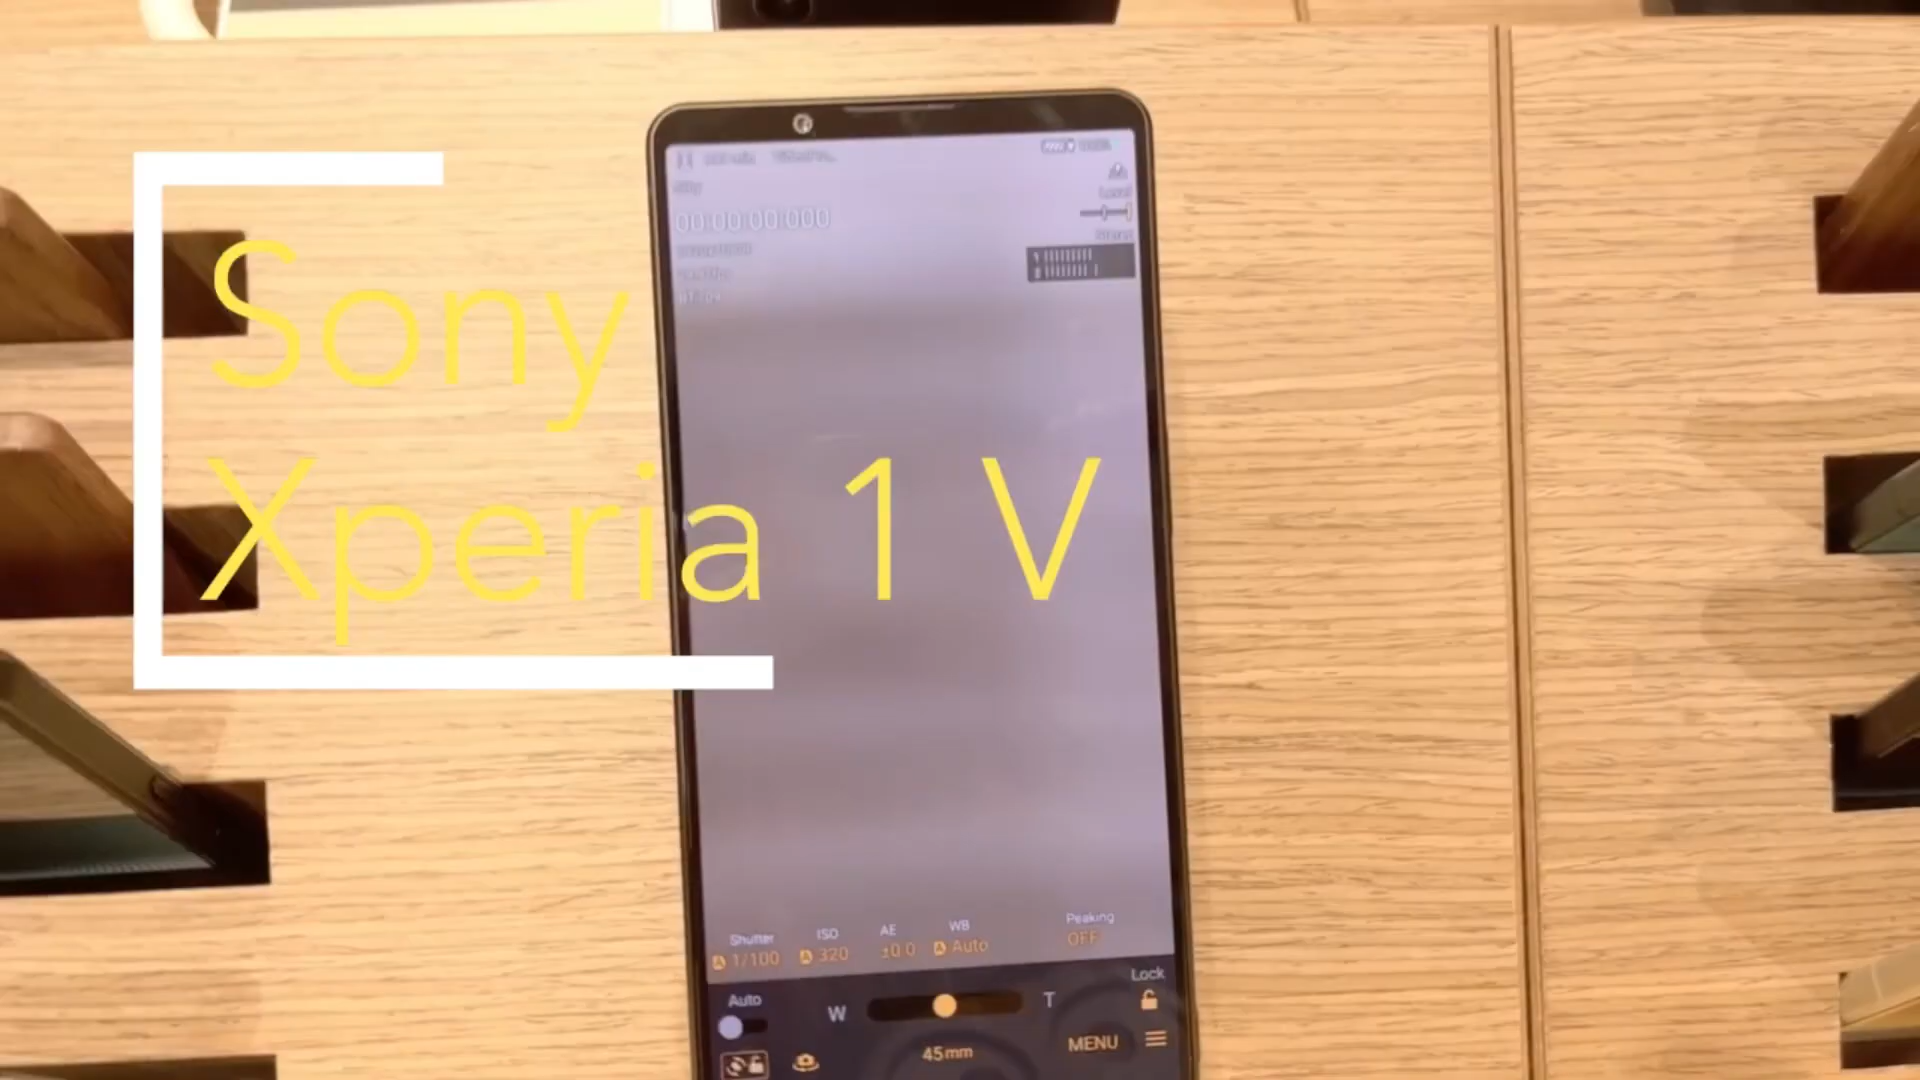 Sony
Xperia 1 V
00:00:00:000
Level
Shutter ISO AE WB Peaking
1/100 320 ±0.0 Auto OFF
Lock
Auto
W T
MENU
45mm